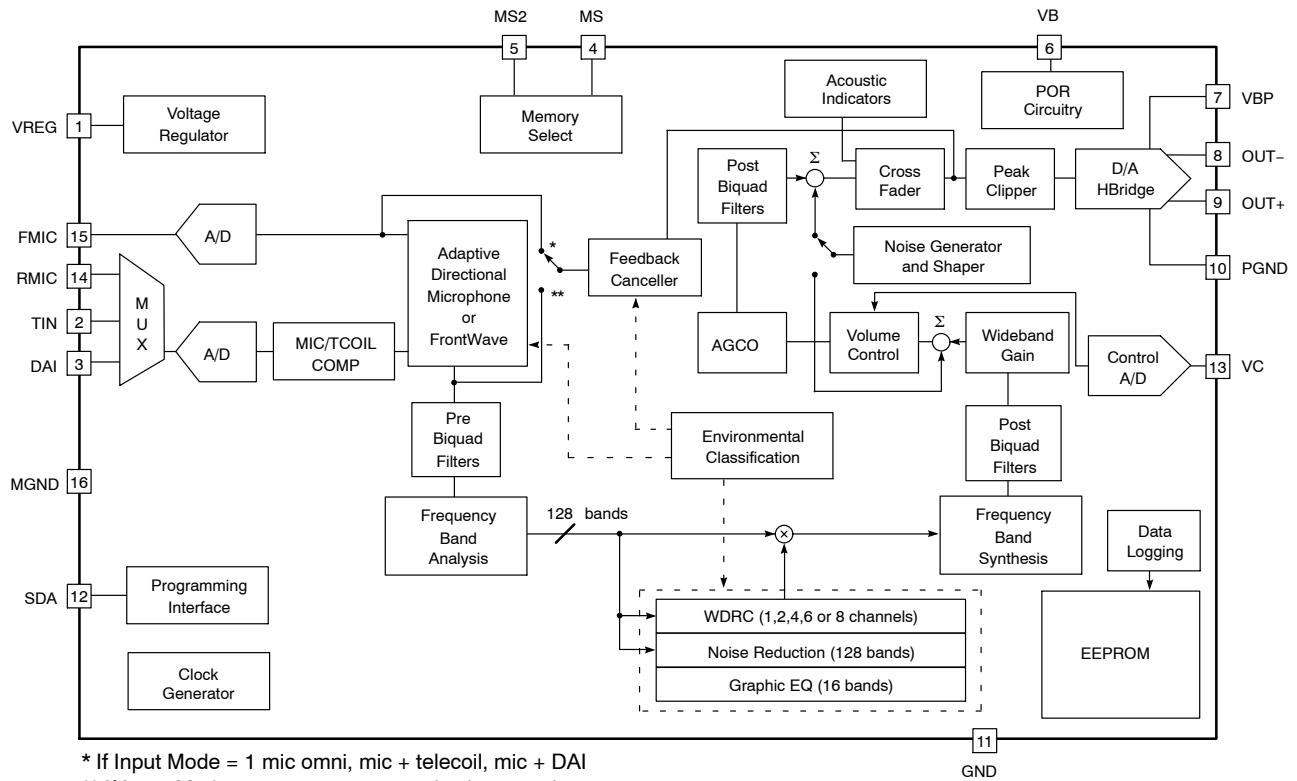 MS2 MS VB
5 4 6
VREG 1
Voltage
Regulator
Memory
Select
Acoustic
Indicators
POR
Circuitry
7 VBP
8 OUT−
9 OUT+
10 PGND
Post
Biquad
Filters
Σ
Cross
Fader
Peak
Clipper
D/A
HBridge
FMIC 15
A/D
RMIC 14
TIN 2
DAI 3
M
U
X
A/D
MIC/TCOIL
COMP
Adaptive
Directional
Microphone
or
FrontWave
*
**
Feedback
Canceller
Noise Generator
and Shaper
AGCO
Volume
Control
Σ
Wideband
Gain
Control
A/D
13 VC
Pre
Biquad
Filters
Environmental
Classification
Post
Biquad
Filters
MGND 16
Frequency
Band
Analysis
128 bands
×
Frequency
Band
Synthesis
Data
Logging
SDA 12
Programming
Interface
WDRC (1,2,4,6 or 8 channels)
Noise Reduction (128 bands)
Graphic EQ (16 bands)
EEPROM
Clock
Generator
11
GND
* If Input Mode = 1 mic omni, mic + telecoil, mic + DAI